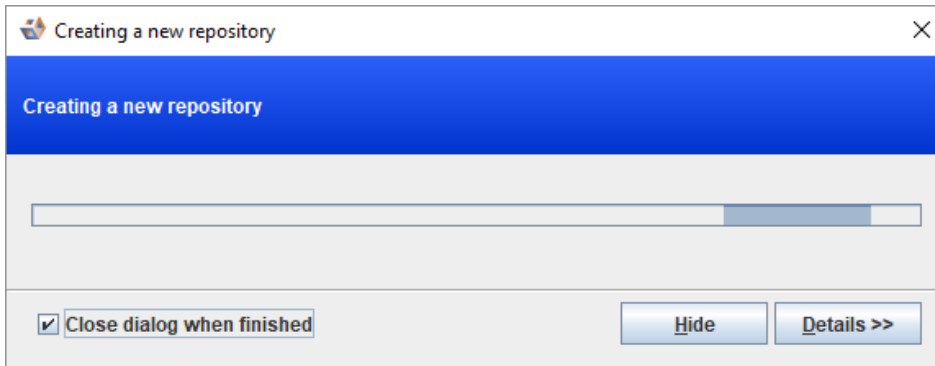 Creating a new repository
Creating a new repository
Close dialog when finished
Hide
Details >>